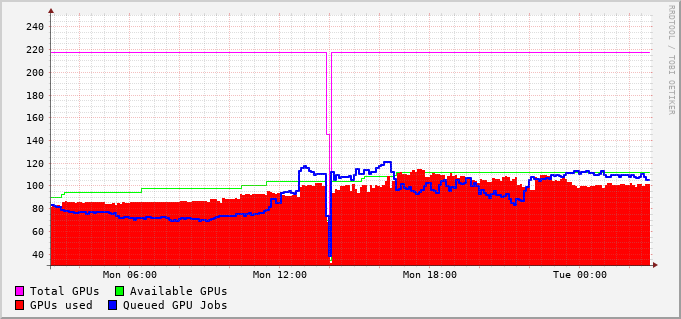 240
220
200
180
160
140
120
100
80
60
40
Mon 06:00 Mon 12:00 Mon 18:00 Tue 00:00
Total GPUs Available GPUs
GPUs used Queued GPU Jobs
RRDTOOL / TOBI OETIKER